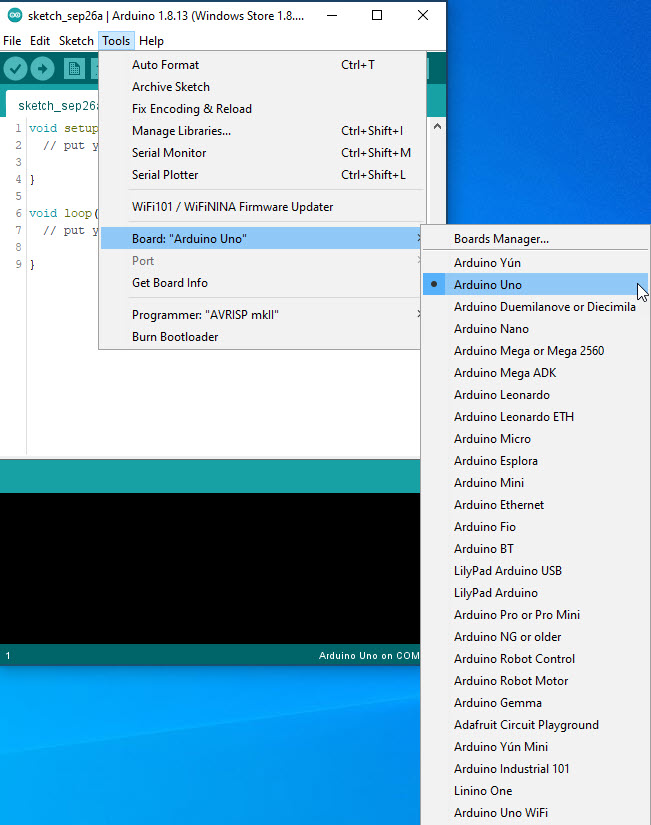 sketch_sep26a | Arduino 1.8.13 (Windows Store 1.8....
File Edit Sketch Tools Help
sketch_sep26a
1 void setup
2 // put y
3
4 }
5
6 void loop(
7 // put y
8
9 }
Auto Format Ctrl+T
Archive Sketch
Fix Encoding & Reload
Manage Libraries... Ctrl+Shift+I
Serial Monitor Ctrl+Shift+M
Serial Plotter Ctrl+Shift+L
WiFi101 / WiFiNINA Firmware Updater
Board: "Arduino Uno"
Port
Get Board Info
Programmer: "AVRISP mkII"
Burn Bootloader
Boards Manager...
Arduino Yún
Arduino Uno
Arduino Duemilanove or Diecimila
Arduino Nano
Arduino Mega or Mega 2560
Arduino Mega ADK
Arduino Leonardo
Arduino Leonardo ETH
Arduino Micro
Arduino Esplora
Arduino Mini
Arduino Ethernet
Arduino Fio
Arduino BT
LilyPad Arduino USB
LilyPad Arduino
Arduino Pro or Pro Mini
Arduino NG or older
Arduino Robot Control
Arduino Robot Motor
Arduino Gemma
Adafruit Circuit Playground
Arduino Yún Mini
Arduino Industrial 101
Linino One
Arduino Uno WiFi
1 Arduino Uno on COM